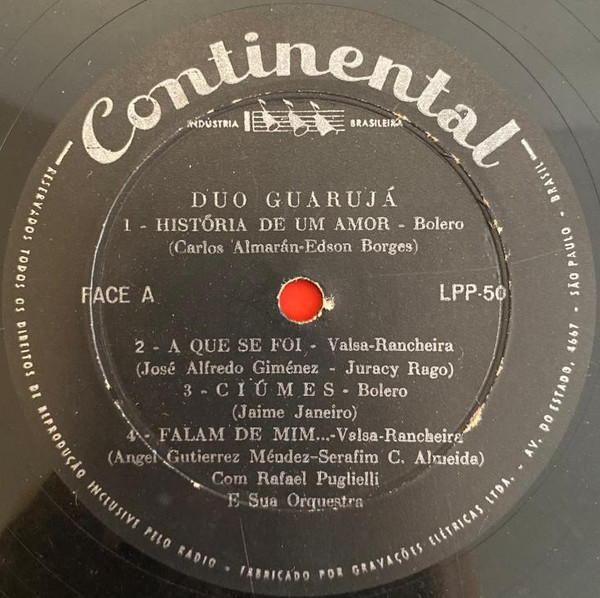 Continental
INDÚSTRIA BRASILEIRA
DUO GUARUJÁ
1 - HISTÓRIA DE UM AMOR - Bolero
(Carlos Almarán-Edson Borges)
FACE A
LPP-50
2 - A QUE SE FOI - Valsa-Rancheira
(José Alfredo Giménez - Juracy Rago)
3 - CIÚMES - Bolero
(Jaime Janeiro)
4 - FALAM DE MIM...-Valsa-Rancheira
(Angel Gutierrez Méndez-Serafim C. Almeida)
Com Rafael Puglielli
E Sua Orquestra
RESERVADOS TODOS OS DIREITOS DE REPRODUÇÃO INCLUSIVE PELO RADIO - FABRICADO POR GRAVAÇÕES ELÉTRICAS LTDA. - AV. DO ESTADO, 4667 - SÃO PAULO - BRASIL